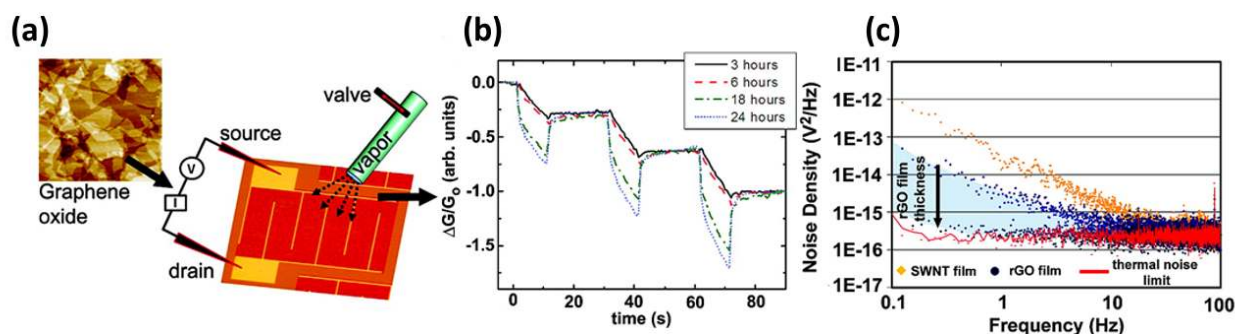 (a)
valve
source
vapor
V
Graphene
oxide
I
drain
(b)
3 hours
6 hours
18 hours
24 hours
0.0
-0.5
-1.0
-1.5
ΔG/Go (arb. units)
0 20 40 60 80
time (s)
(c)
IE-11
1E-12
1E-13
1E-14
1E-15
1E-16
1E-17
Noise Density (V²/Hz)
rGO film
thickness
SWNT film rGO film thermal noise
limit
0.1 1 10 100
Frequency (Hz)